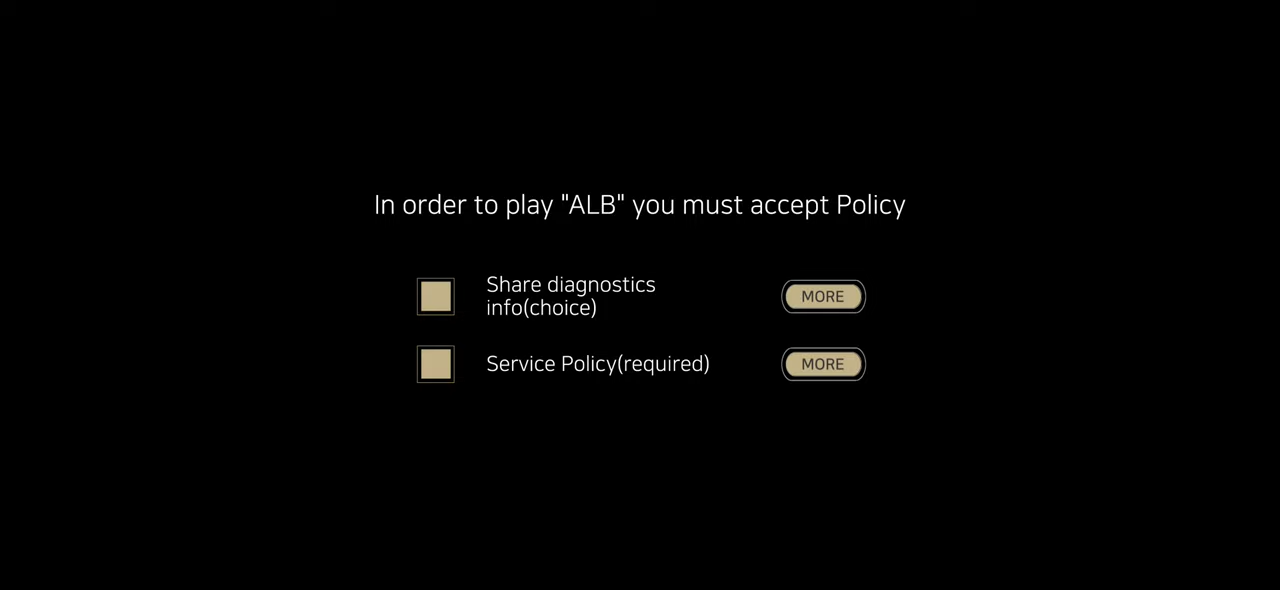 In order to play "ALB" you must accept Policy
Share diagnostics
info(choice)
MORE
Service Policy(required)
MORE